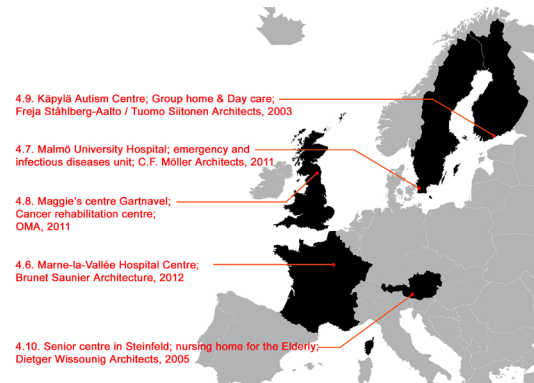 4.9. Käpylä Autism Centre; Group home & Day care;
Freja Ståhlberg-Aalto / Tuomo Siitonen Architects, 2003
4.7. Malmö University Hospital; emergency and
infectious diseases unit; C.F. Möller Architects, 2011
4.8. Maggie's centre Gartnavel;
Cancer rehabilitation centre;
OMA, 2011
4.6. Marne-la-Vallée Hospital Centre;
Brunet Saunier Architecture, 2012
4.10. Senior centre in Steinfeld; nursing home for the Elderly;
Dietger Wissounig Architects, 2005